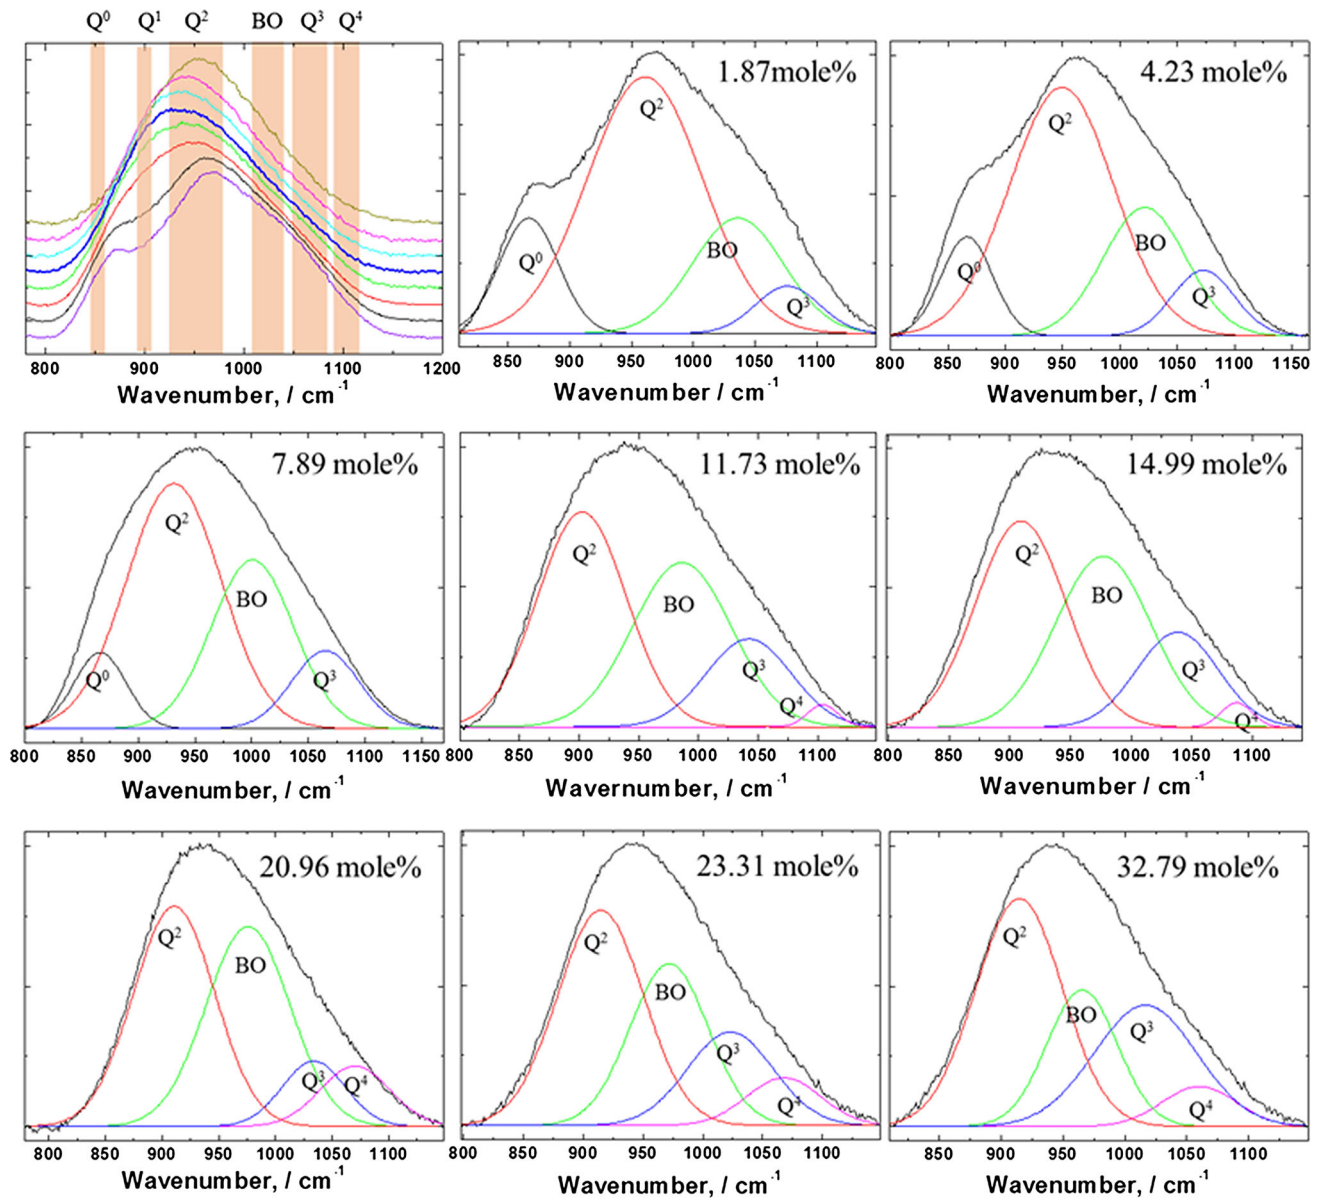 Q⁰ Q¹ Q² BO Q³ Q⁴
800 900 1000 1100 1200
Wavenumber, / cm⁻¹
1.87mole%
Q²
BO
Q⁰
Q³
850 900 950 1000 1050 1100
Wavenumber / cm⁻¹
4.23 mole%
Q²
BO
Q⁰
Q³
800 850 900 950 1000 1050 1100 1150
Wavenumber, / cm⁻¹
7.89 mole%
Q²
BO
Q⁰
Q³
800 850 900 950 1000 1050 1100 1150
Wavenumber, / cm⁻¹
11.73 mole%
Q²
BO
Q³
Q⁴
800 850 900 950 1000 1050 1100
Wavernumber, / cm⁻¹
14.99 mole%
Q²
BO
Q³
Q⁴
800 850 900 950 1000 1050 1100
Wavenumber, / cm⁻¹
20.96 mole%
Q²
BO
Q³
Q⁴
800 850 900 950 1000 1050 1100
Wavenumber, / cm⁻¹
23.31 mole%
Q²
BO
Q³
Q⁴
800 850 900 950 1000 1050 1100
Wavenumber, / cm⁻¹
32.79 mole%
Q²
BO
Q³
Q⁴
850 900 950 1000 1050 1100
Wavenumber, / cm⁻¹